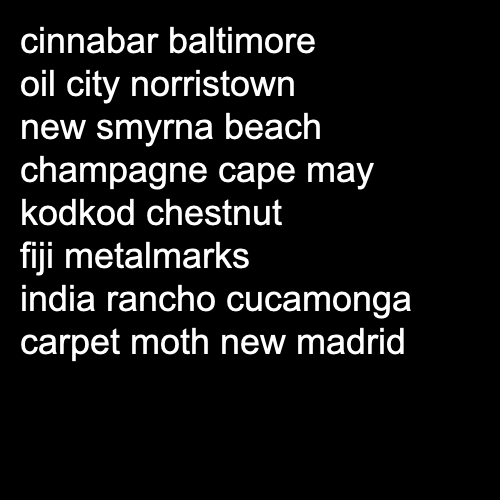 cinnabar baltimore
oil city norristown
new smyrna beach
champagne cape may
kodkod chestnut
fiji metalmarks
india rancho cucamonga
carpet moth new madrid